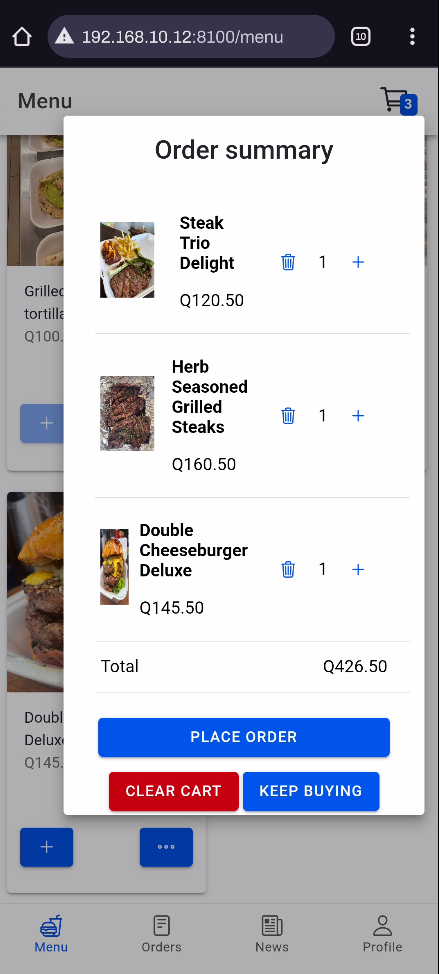 192.168.10.12:8100/menu
10
Menu
3
Order summary
Steak
Trio
Delight
1
+
Q120.50
Herb
Seasoned
Grilled
Steaks
1
+
Q160.50
Double
Cheeseburger
Deluxe
1
+
Q145.50
Total
Q426.50
PLACE ORDER
CLEAR CART
KEEP BUYING
Grilled
tortilla
Q100.
+
Doubl
Deluxe
Q145.
+
Menu
Orders
News
Profile